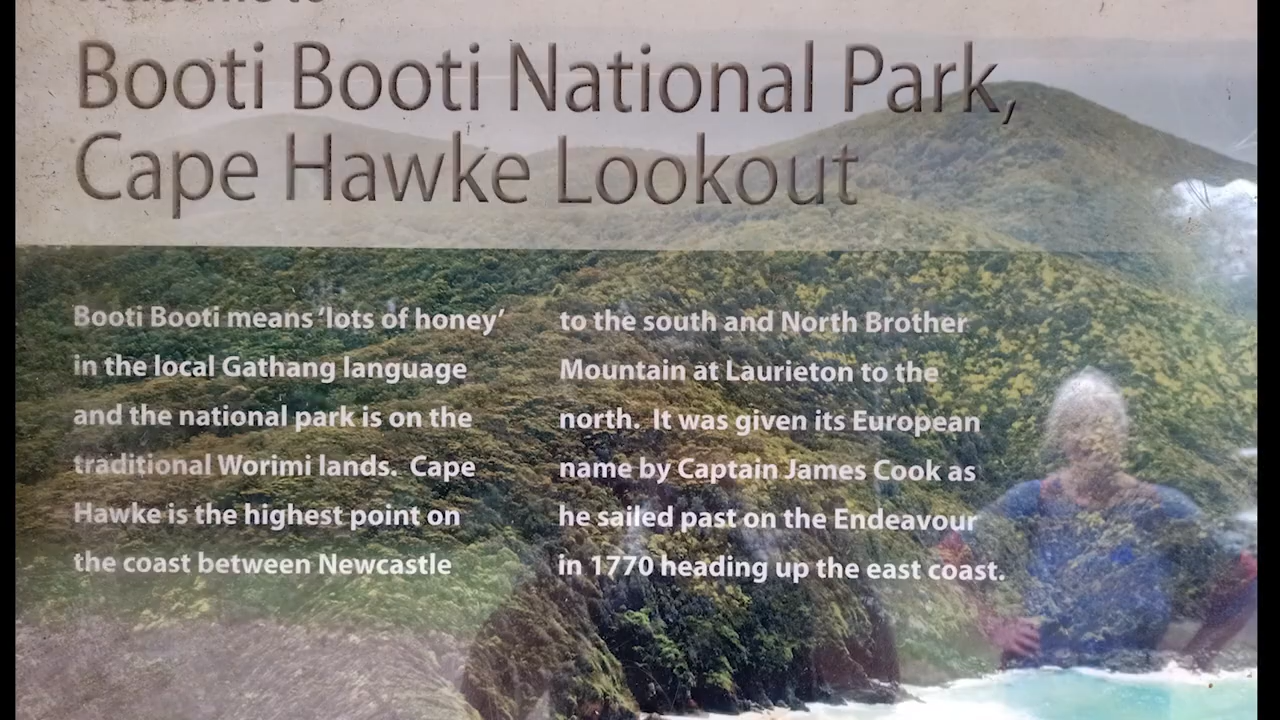 Welcome to
Booti Booti National Park,
Cape Hawke Lookout
Booti Booti means ‘lots of honey’
in the local Gathang language
and the national park is on the
traditional Worimi lands.  Cape
Hawke is the highest point on
the coast between Newcastle
to the south and North Brother
Mountain at Laurieton to the
north.  It was given its European
name by Captain James Cook as
he sailed past on the Endeavour
in 1770 heading up the east coast.